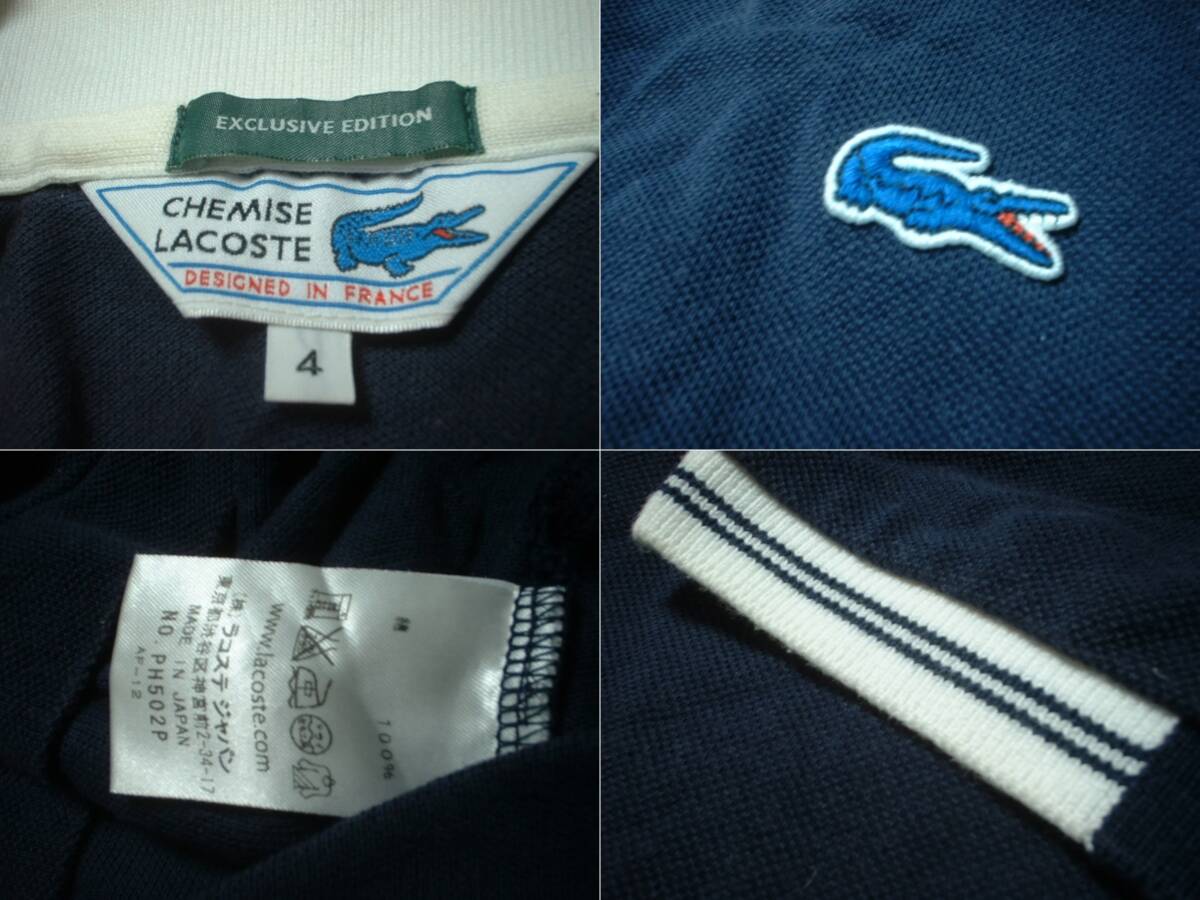 EXCLUSIVE EDITION
CHEMISE
LACOSTE
DESIGNED IN FRANCE
4
綿 100%
www.lacoste.com
(株)ラコステ ジャパン
東京都渋谷区神宮前2-34-17
MADE IN JAPAN
NO. PH502P
AP-12